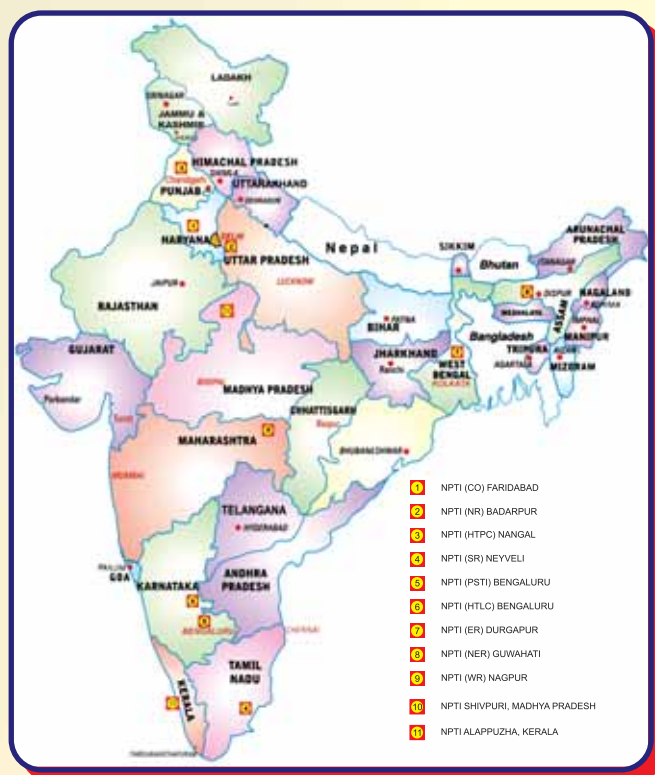 LADAKH
SRINAGAR
JAMMU &
KASHMIR
HIMACHAL PRADESH
SHIMLA
Chandigarh
PUNJAB
UTTARAKHAND
DEHRADUN
HARYANA
DELHI
UTTAR PRADESH
LUCKNOW
Nepal
SIKKIM
Bhutan
ARUNACHAL
PRADESH
ITANAGAR
JAIPUR
RAJASTHAN
DISPUR
ASSAM
NAGALAND
KOHIMA
MEGHALAYA
IMPHAL
MANIPUR
PATNA
BIHAR
Bangladesh
TRIPURA
AGARTALA
AIZAWL
MIZORAM
GUJARAT
Porbandar
Surat
BHOPAL
MADHYA PRADESH
JHARKHAND
Ranchi
WEST
BENGAL
KOLKATA
CHHATTISGARH
Raipur
MAHARASHTRA
MUMBAI
BHUBANESHWAR
TELANGANA
HYDERABAD
PANJIM
GOA
KARNATAKA
BENGALURU
ANDHRA
PRADESH
CHENNAI
TAMIL
NADU
KERALA
THIRUVANANTHAPURAM
1 NPTI (CO) FARIDABAD
2 NPTI (NR) BADARPUR
3 NPTI (HTPC) NANGAL
4 NPTI (SR) NEYVELI
5 NPTI (PSTI) BENGALURU
6 NPTI (HTLC) BENGALURU
7 NPTI (ER) DURGAPUR
8 NPTI (NER) GUWAHATI
9 NPTI (WR) NAGPUR
10 NPTI SHIVPURI, MADHYA PRADESH
11 NPTI ALAPPUZHA, KERALA